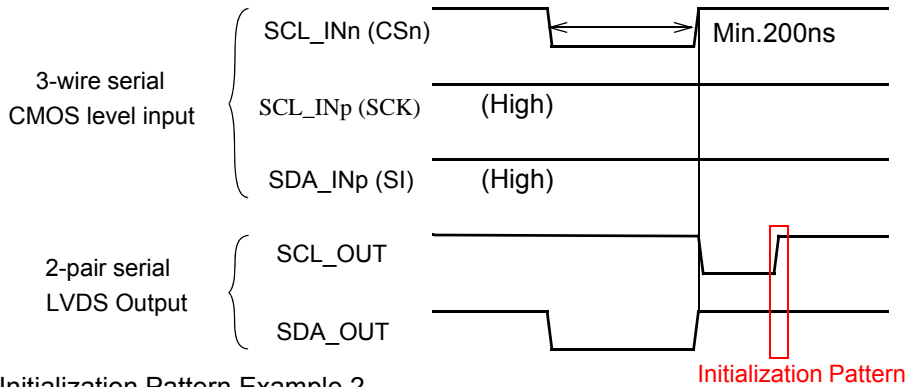 SCL_INn (CSn)
Min.200ns
3-wire serial
CMOS level input
SCL_INp (SCK)
(High)
SDA_INp (SI)
(High)
2-pair serial
LVDS Output
SCL_OUT
SDA_OUT
Initialization Pattern
Initialization Pattern Example 2